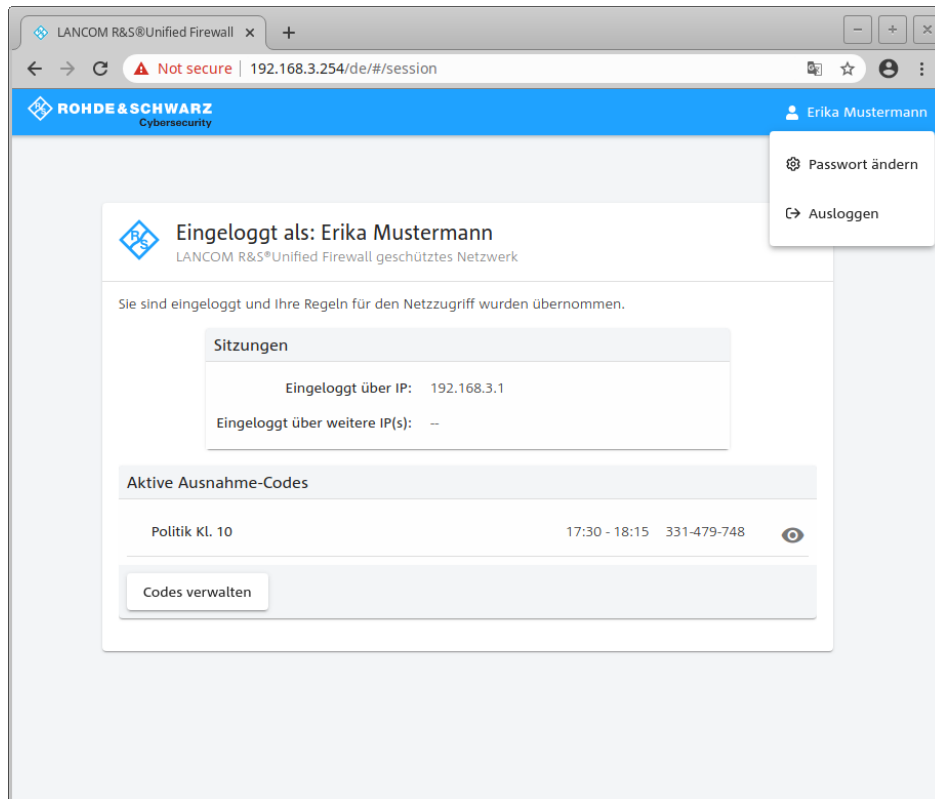 LANCOM R&S®Unified Firewall
Not secure | 192.168.3.254/de/#/session
ROHDE&SCHWARZ
Cybersecurity
Erika Mustermann
Passwort ändern
Ausloggen
R&S
Eingeloggt als: Erika Mustermann
LANCOM R&S®Unified Firewall geschütztes Netzwerk
Sie sind eingeloggt und Ihre Regeln für den Netzzugriff wurden übernommen.
Sitzungen
Eingeloggt über IP: 192.168.3.1
Eingeloggt über weitere IP(s): --
Aktive Ausnahme-Codes
Politik Kl. 10 17:30 - 18:15 331-479-748
Codes verwalten